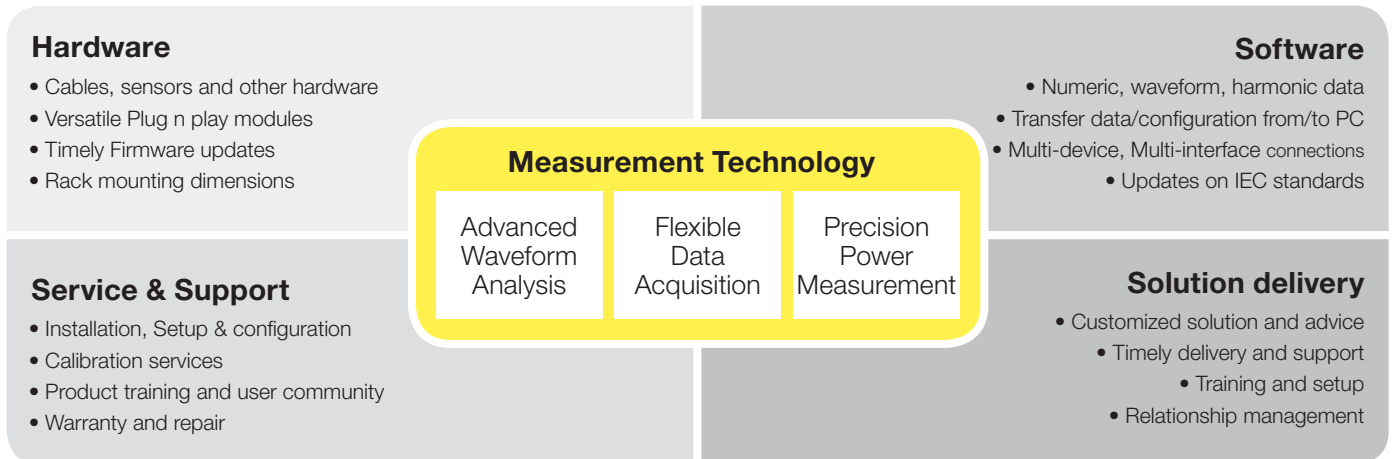 Hardware
• Cables, sensors and other hardware
• Versatile Plug n play modules
• Timely Firmware updates
• Rack mounting dimensions
Software
• Numeric, waveform, harmonic data
• Transfer data/configuration from/to PC
• Multi-device, Multi-interface connections
• Updates on IEC standards
Measurement Technology
Advanced
Waveform
Analysis
Flexible
Data
Acquisition
Precision
Power
Measurement
Service & Support
• Installation, Setup & configuration
• Calibration services
• Product training and user community
• Warranty and repair
Solution delivery
• Customized solution and advice
• Timely delivery and support
• Training and setup
• Relationship management